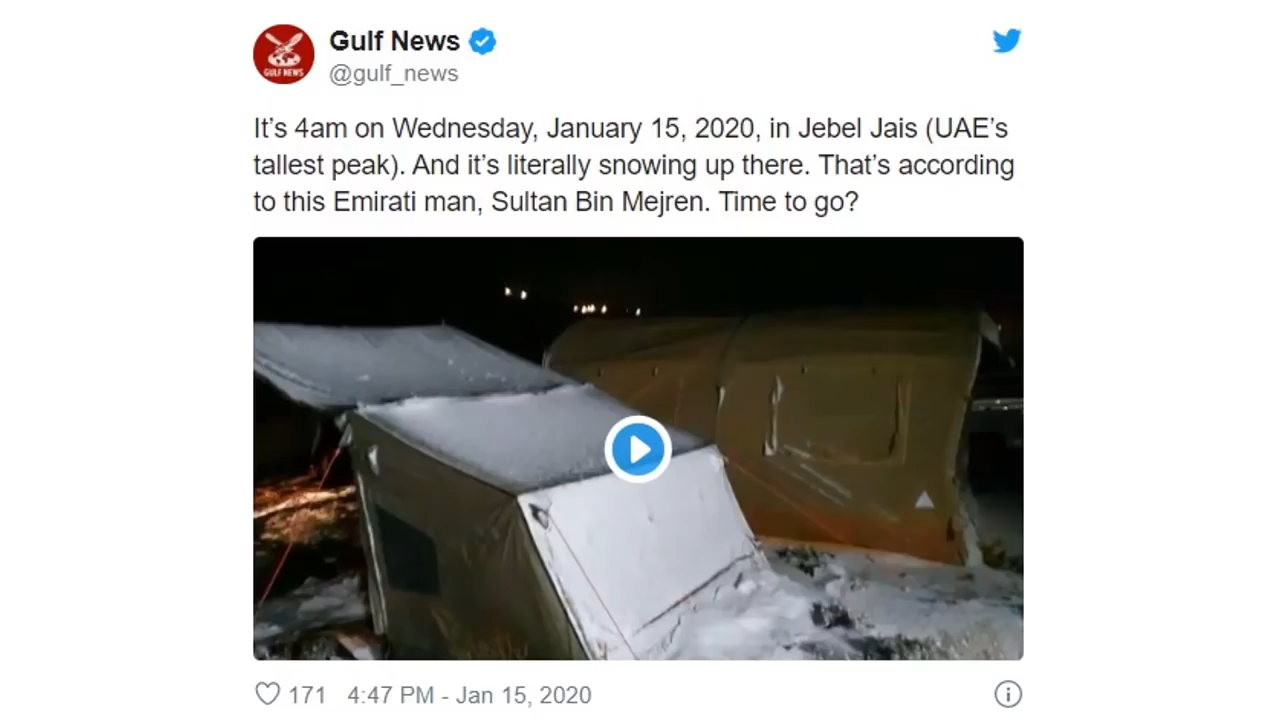 Gulf News
GULF NEWS
@gulf_news
It’s 4am on Wednesday, January 15, 2020, in Jebel Jais (UAE’s
tallest peak). And it’s literally snowing up there. That’s according
to this Emirati man, Sultan Bin Mejren. Time to go?
171 4:47 PM - Jan 15, 2020